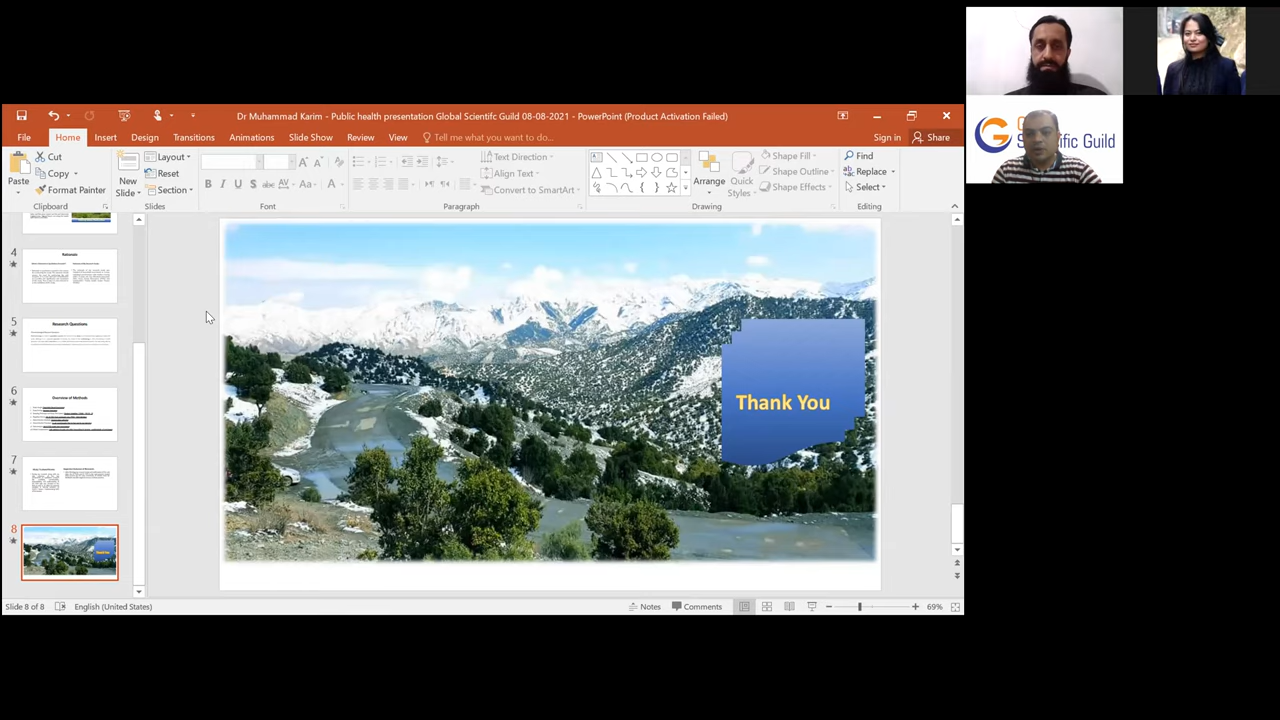 Dr Muhammad Karim - Public health presentation Global Scientifc Guild 08-08-2021 - PowerPoint (Product Activation Failed)
File Home Insert Design Transitions Animations Slide Show Review View Tell me what you want to do... Sign in Share
Paste
Cut
Copy
Format Painter
Clipboard
New
Slide
Layout
Reset
Section
Slides
B I U S abc AV Aa A
Font
Text Direction
Align Text
Convert to SmartArt
Paragraph
Arrange
Quick
Styles
Shape Fill
Shape Outline
Shape Effects
Drawing
Find
Replace
Select
Editing
4
Rationale
5
Research Questions
6
Overview of Methods
7
8
Thank You
Slide 8 of 8 English (United States) Notes Comments 69%
Scientific Guild